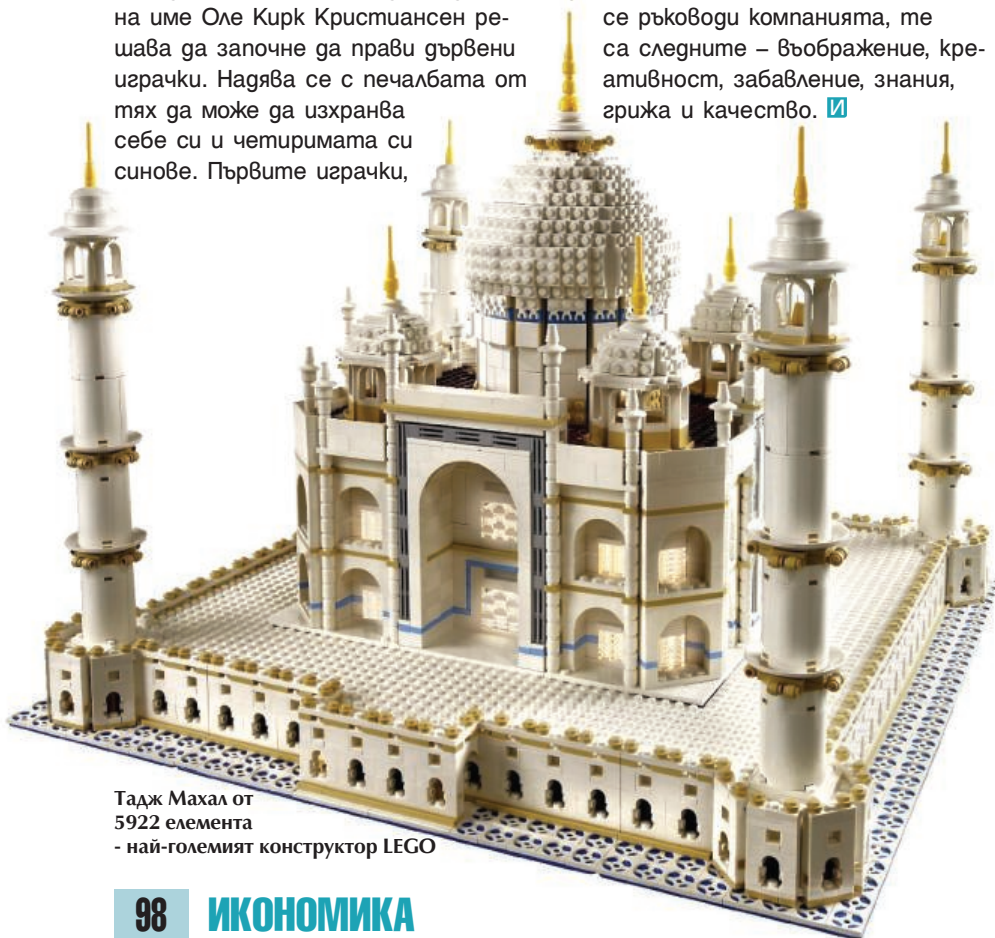 на име Оле Кирк Кристиансен ре-
шава да започне да прави дървени
играчки. Надява се с печалбата от
тях да може да изхранва
себе си и четиримата си
синове. Първите играчки,
се ръководи компанията, те
са следните – въображение, кре-
ативност, забавление, знания,
грижа и качество. И
Тадж Махал от
5922 елемента
- най-големият конструктор LEGO
98 ИКОНОМИКА